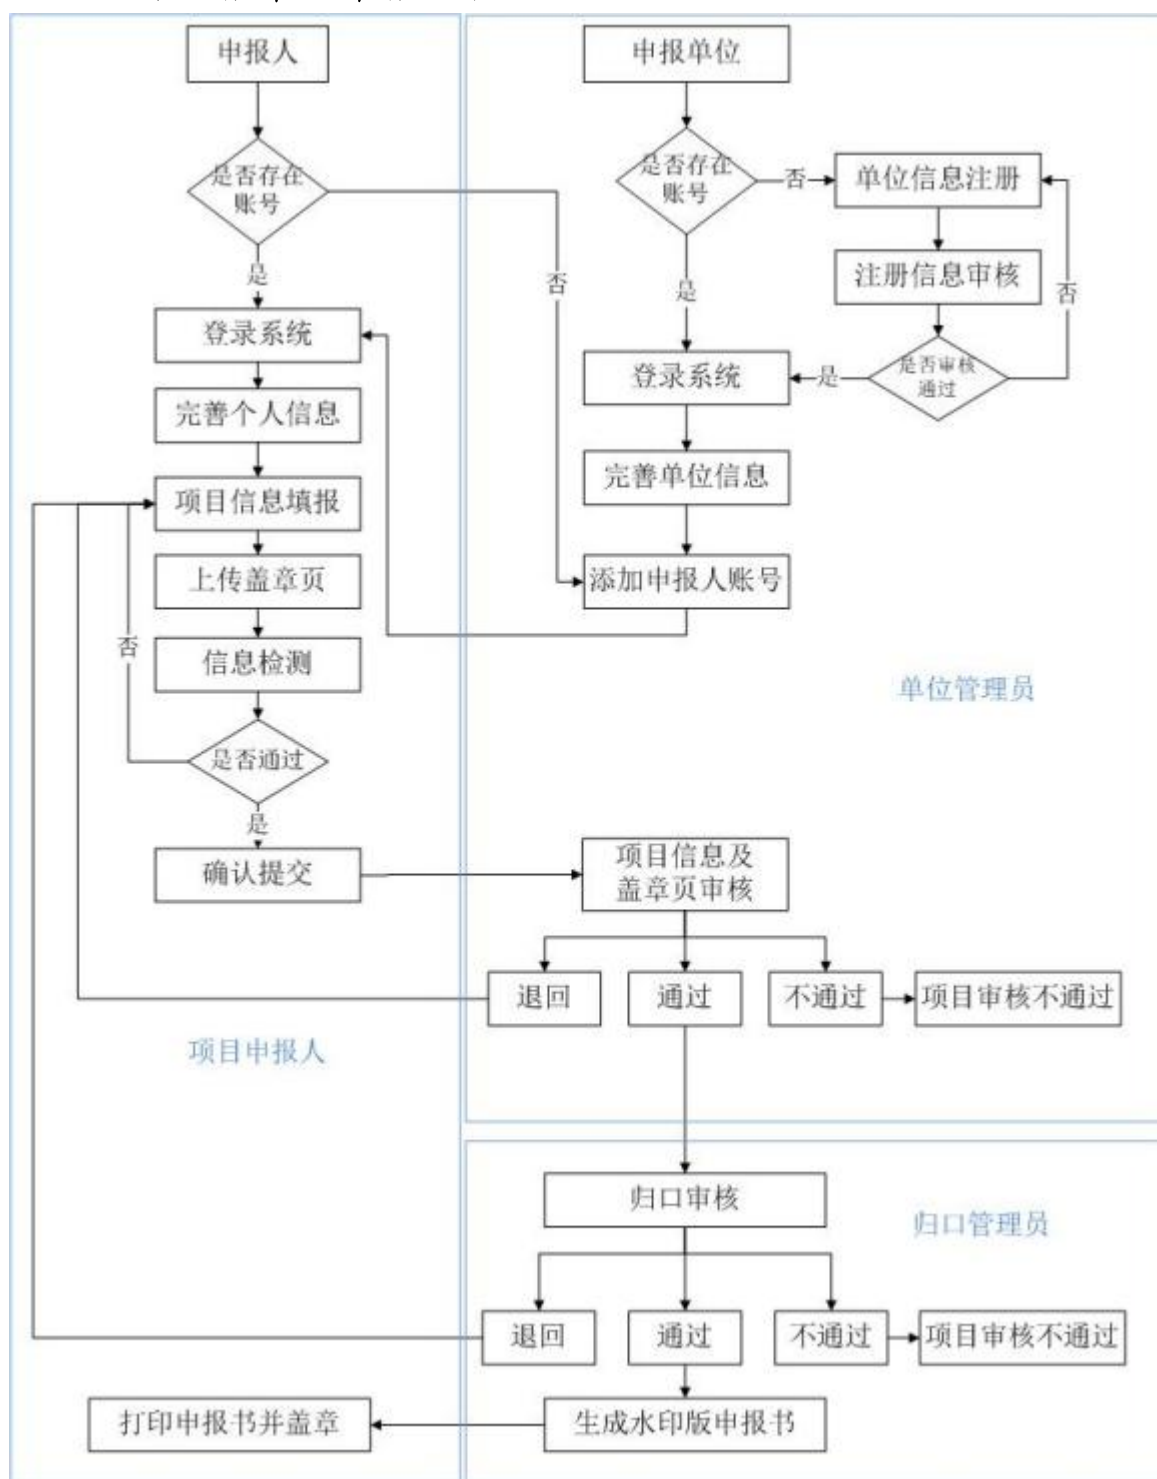 申报人
是否存在
账号
是
否
登录系统
完善个人信息
项目信息填报
上传盖章页
信息检测
否
是否通过
是
确认提交
项目申报人
申报单位
是否存在
账号
否
单位信息注册
注册信息审核
否
是
是否审核
通过
是
登录系统
完善单位信息
添加申报人账号
单位管理员
项目信息及
盖章页审核
退回
通过
不通过
项目审核不通过
归口审核
归口管理员
退回
通过
不通过
项目审核不通过
生成水印版申报书
打印申报书并盖章